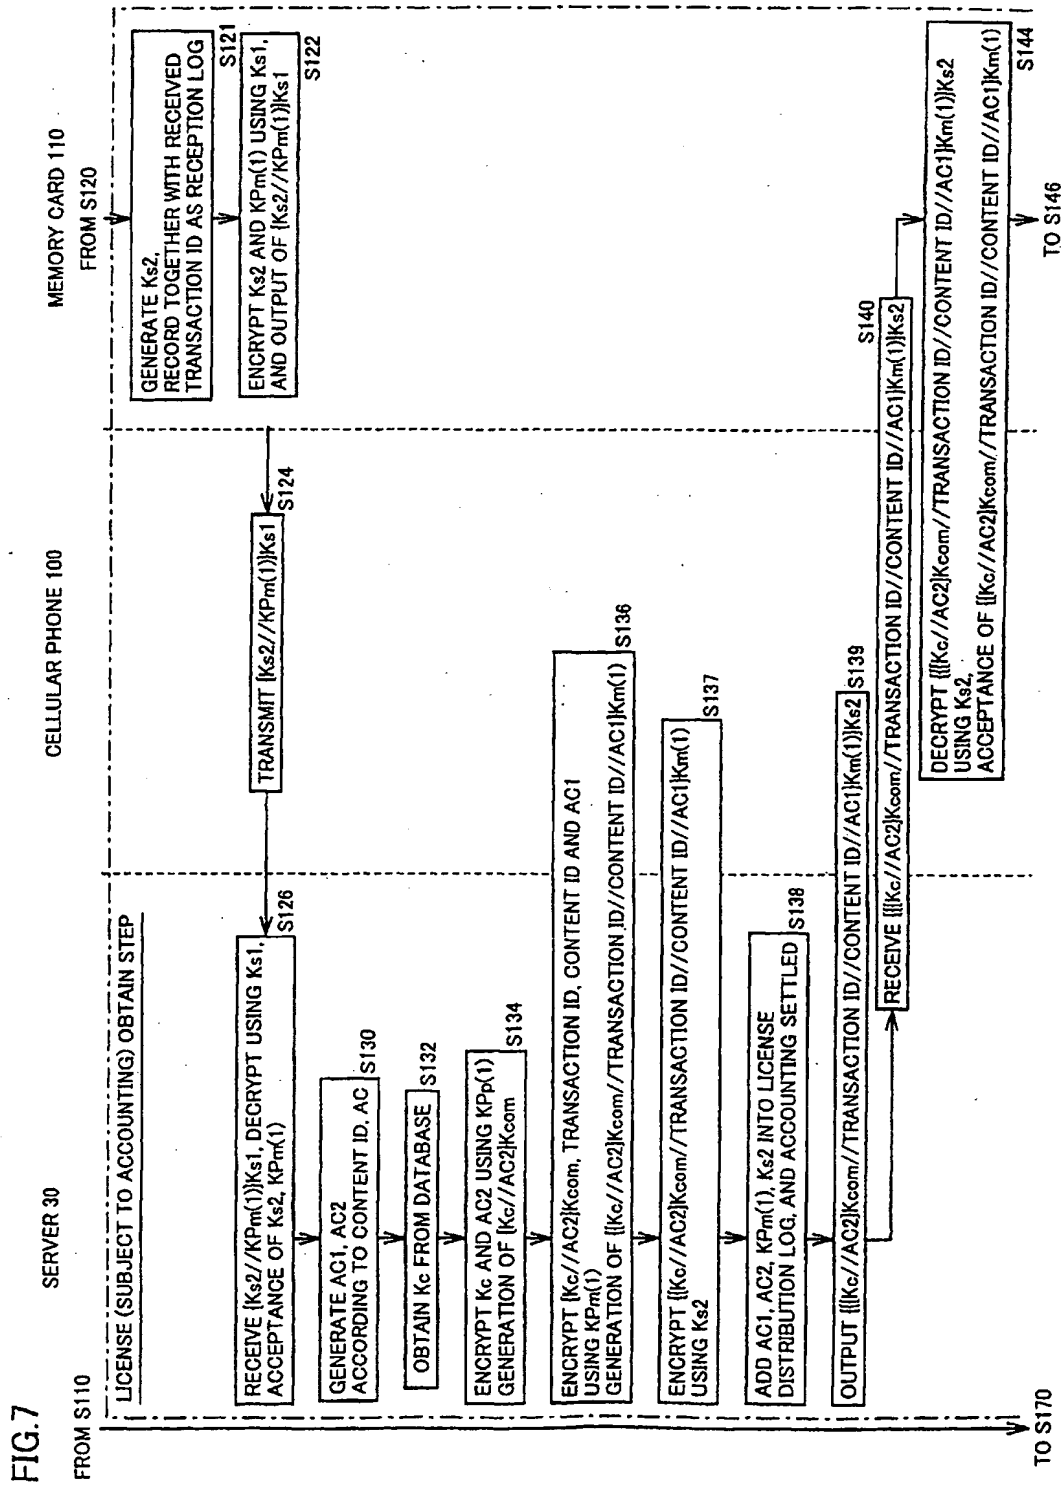 FIG.7
SERVER 30
CELLULAR PHONE 100
MEMORY CARD 110
FROM S110
FROM S120
LICENSE (SUBJECT TO ACCOUNTING) OBTAIN STEP
GENERATE Ks2,
RECORD TOGETHER WITH RECEIVED
TRANSACTION ID AS RECEPTION LOG
S121
ENCRYPT Ks2 AND KPm(1) USING Ks1,
AND OUTPUT OF {Ks2//KPm(1)}Ks1
S122
TRANSMIT {Ks2//KPm(1)}Ks1
S124
RECEIVE {Ks2//KPm(1)}Ks1, DECRYPT USING Ks1,
ACCEPTANCE OF Ks2, KPm(1)
S126
GENERATE AC1, AC2
ACCORDING TO CONTENT ID, AC
S130
OBTAIN Kc FROM DATABASE
S132
ENCRYPT Kc AND AC2 USING KPp(1)
GENERATION OF {Kc//AC2}Kcom
S134
ENCRYPT {Kc//AC2}Kcom, TRANSACTION ID, CONTENT ID AND AC1
USING KPm(1)
GENERATION OF {{Kc//AC2}Kcom//TRANSACTION ID//CONTENT ID//AC1}Km(1)
S136
ENCRYPT {{Kc//AC2}Kcom//TRANSACTION ID//CONTENT ID//AC1}Km(1)
USING Ks2
S137
ADD AC1, AC2, KPm(1), Ks2 INTO LICENSE
DISTRIBUTION LOG, AND ACCOUNTING SETTLED
S138
OUTPUT {{{Kc//AC2}Kcom//TRANSACTION ID//CONTENT ID//AC1}Km(1)}Ks2
S139
RECEIVE {{{Kc//AC2}Kcom//TRANSACTION ID//CONTENT ID//AC1}Km(1)}Ks2
S140
DECRYPT {{{Kc//AC2}Kcom//TRANSACTION ID//CONTENT ID//AC1}Km(1)}Ks2
USING Ks2,
ACCEPTANCE OF {{Kc//AC2}Kcom//TRANSACTION ID//CONTENT ID//AC1}Km(1)
S144
TO S170
TO S146